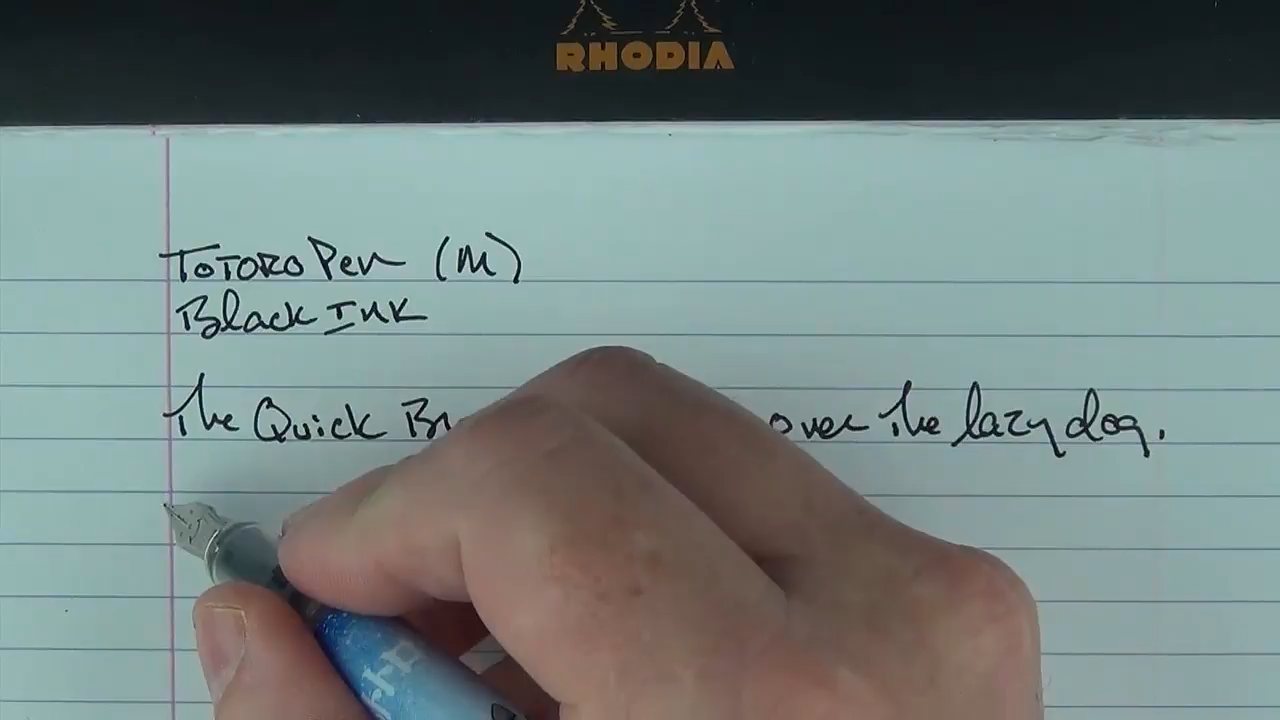 RHODIA
TOTORO Pen (M)
Black Ink
The Quick Br over the lazy dog.